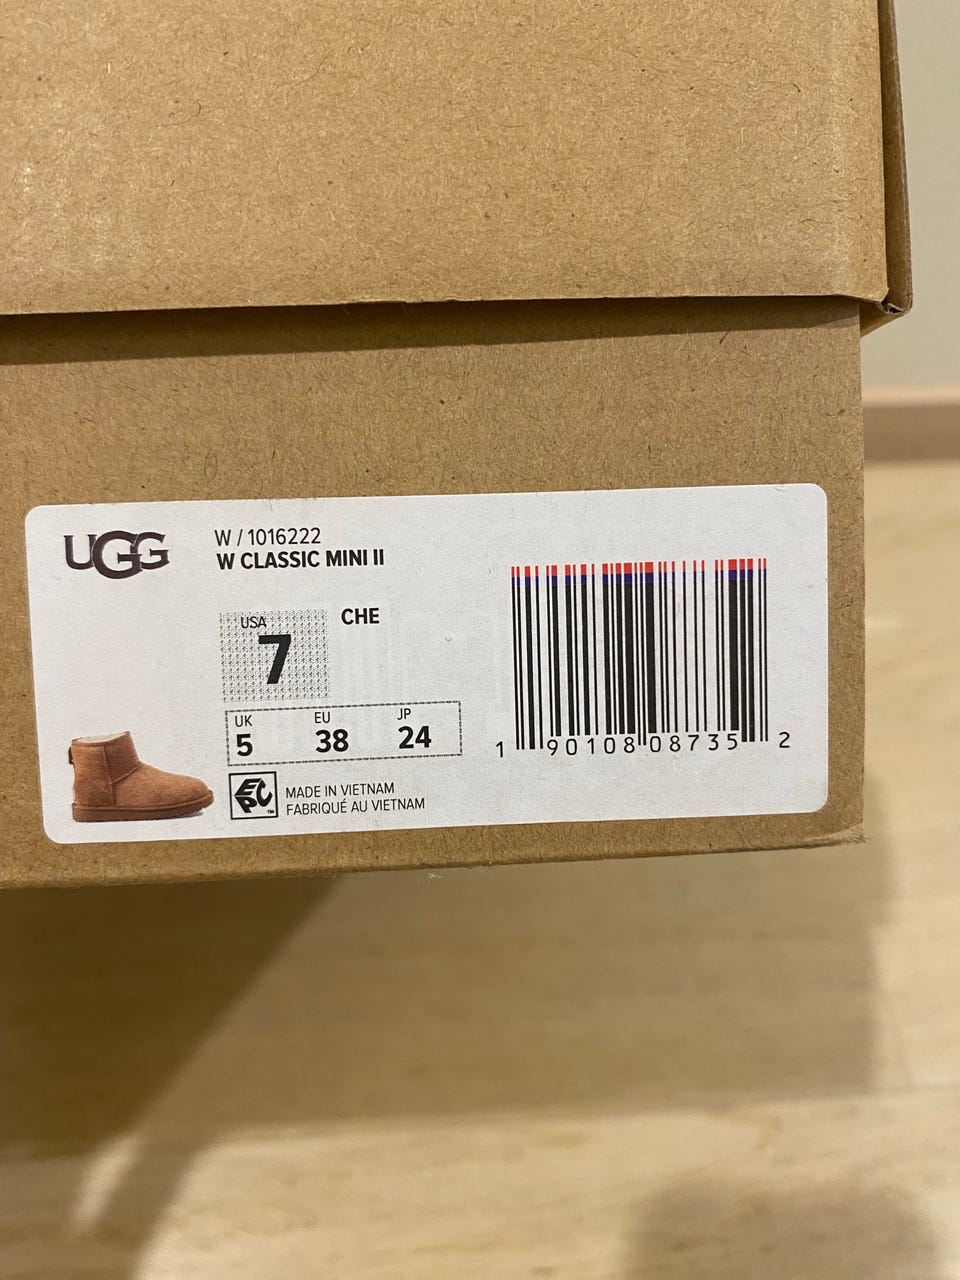 UGG
W / 1016222
W CLASSIC MINI II
USA
7
CHE
UK EU JP
5 38 24
EPC™
MADE IN VIETNAM
FABRIQUÉ AU VIETNAM
1 90108 08735 2